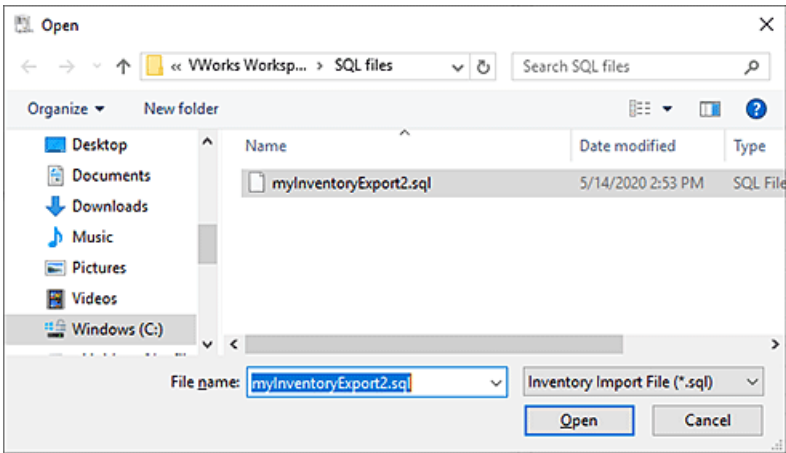 Open
« VWorks Worksp... › SQL files
Search SQL files
Organize
New folder
Name
Date modified
Type
Desktop
Documents
Downloads
Music
Pictures
Videos
Windows (C:)
myInventoryExport2.sql
5/14/2020 2:53 PM
SQL File
File name:
myInventoryExport2.sql
Inventory Import File (*.sql)
Open
Cancel